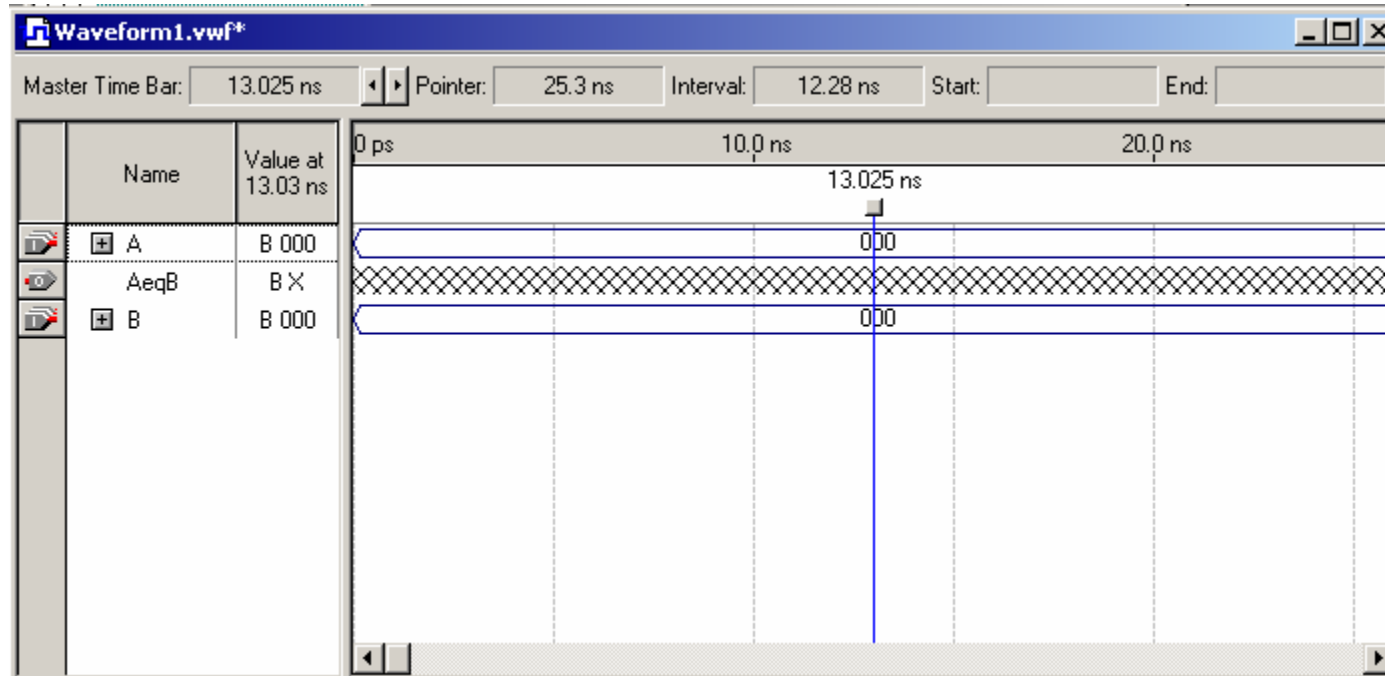 Waveform1.vwf*
Master Time Bar: 13.025 ns Pointer: 25.3 ns Interval: 12.28 ns Start: End:
Name Value at 13.03 ns 0 ps 10.0 ns 20.0 ns
13.025 ns
A B 000 000
AeqB B X
B B 000 000